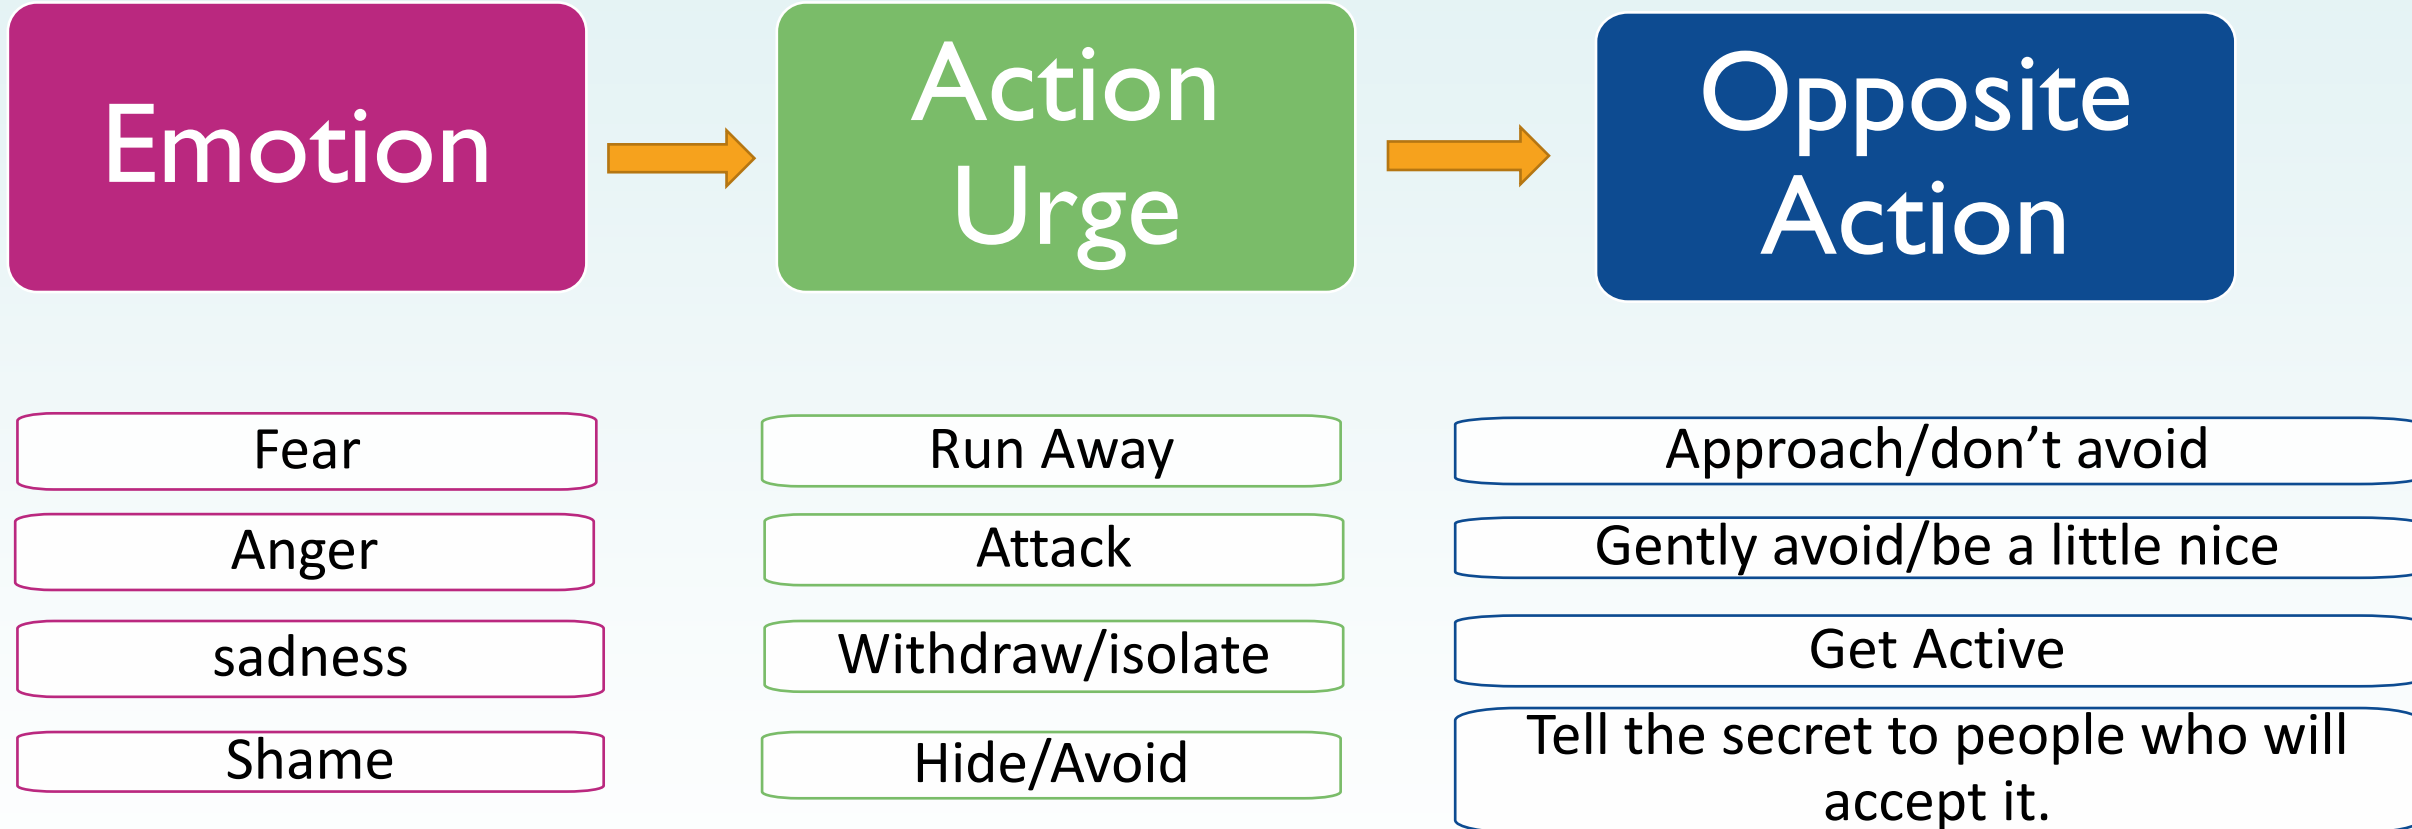 Emotion
Action
Urge
Opposite
Action
Fear
Run Away
Approach/don’t avoid
Anger
Attack
Gently avoid/be a little nice
sadness
Withdraw/isolate
Get Active
Shame
Hide/Avoid
Tell the secret to people who will
accept it.